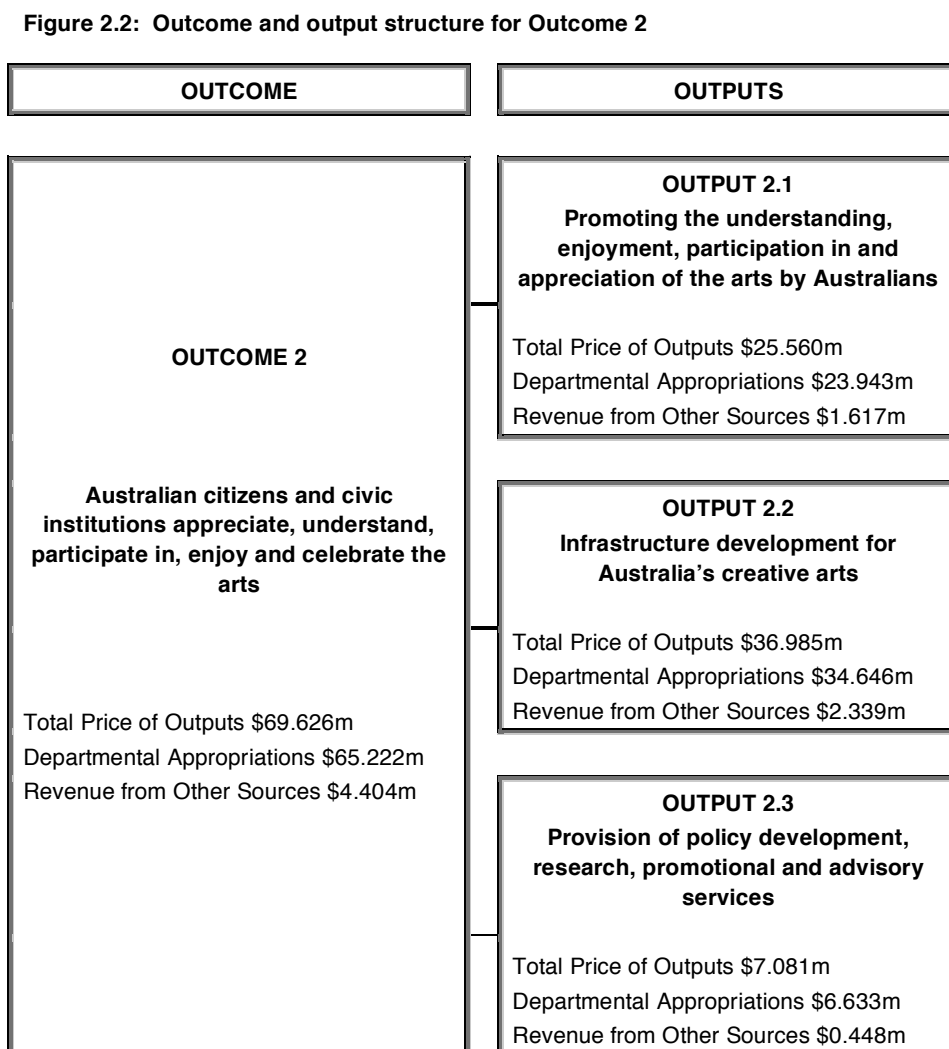 Figure 2.2: Outcome and output structure for Outcome 2
OUTCOME
OUTPUTS
OUTCOME 2
Australian citizens and civic
institutions appreciate, understand,
participate in, enjoy and celebrate the
arts
Total Price of Outputs $69.626m
Departmental Appropriations $65.222m
Revenue from Other Sources $4.404m
OUTPUT 2.1
Promoting the understanding,
enjoyment, participation in and
appreciation of the arts by Australians
Total Price of Outputs $25.560m
Departmental Appropriations $23.943m
Revenue from Other Sources $1.617m
OUTPUT 2.2
Infrastructure development for
Australia’s creative arts
Total Price of Outputs $36.985m
Departmental Appropriations $34.646m
Revenue from Other Sources $2.339m
OUTPUT 2.3
Provision of policy development,
research, promotional and advisory
services
Total Price of Outputs $7.081m
Departmental Appropriations $6.633m
Revenue from Other Sources $0.448m